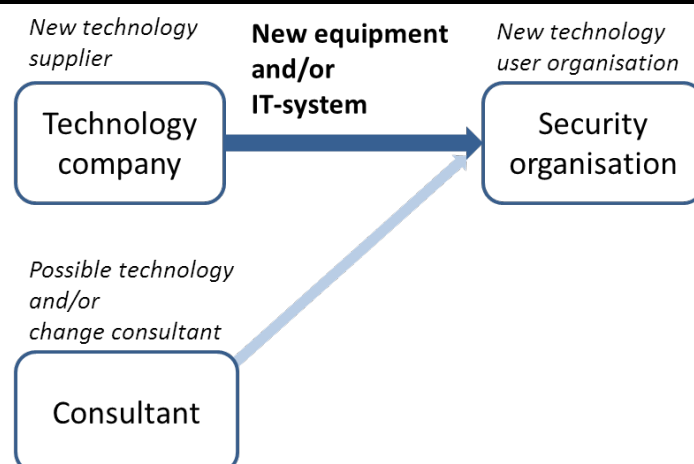 New technology
supplier
Technology
company
New equipment
and/or
IT-system
New technology
user organisation
Security
organisation
Possible technology
and/or
change consultant
Consultant